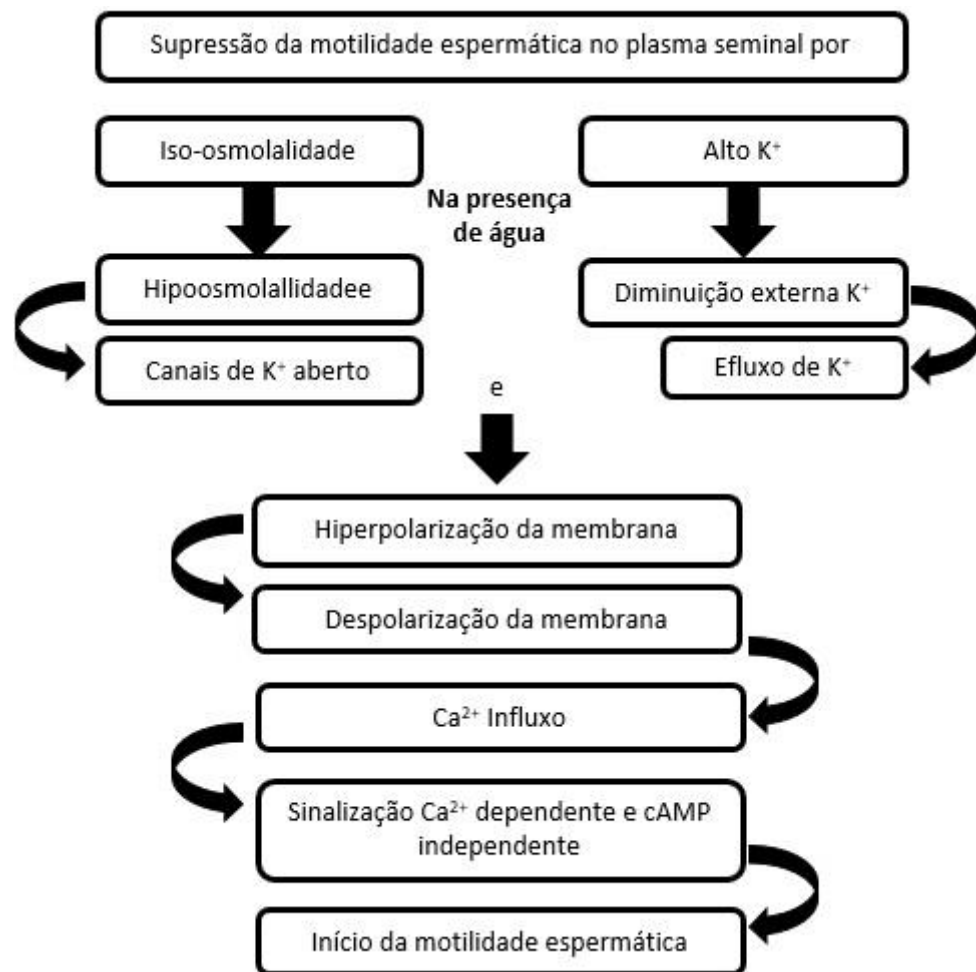 Supressão da motilidade espermática no plasma seminal por
Iso-osmolalidade
Alto K⁺
Na presença
de água
Hipoosmolallidadee
Diminuição externa K⁺
Canais de K⁺ aberto
Efluxo de K⁺
e
Hiperpolarização da membrana
Despolarização da membrana
Ca²⁺ Influxo
Sinalização Ca²⁺ dependente e cAMP
independente
Início da motilidade espermática